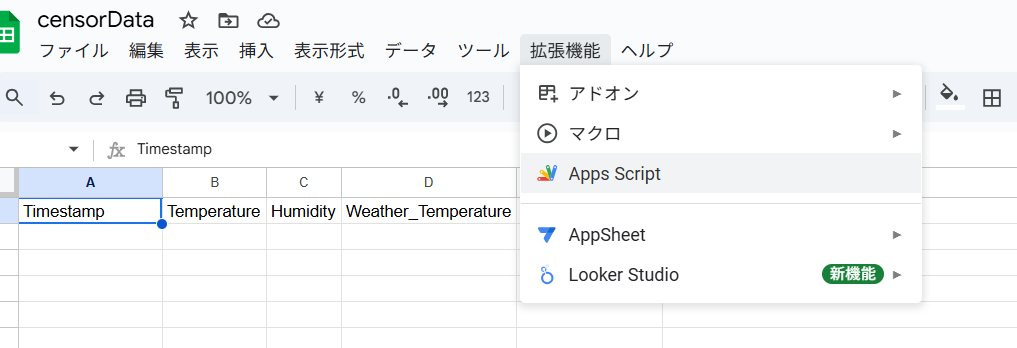 censorData
ファイル 編集 表示 挿入 表示形式 データ ツール 拡張機能 ヘルプ
100% ¥ % .0 .00 123
アドオン
fx Timestamp
マクロ
Apps Script
A B C D
Timestamp Temperature Humidity Weather_Temperature
AppSheet
Looker Studio 新機能